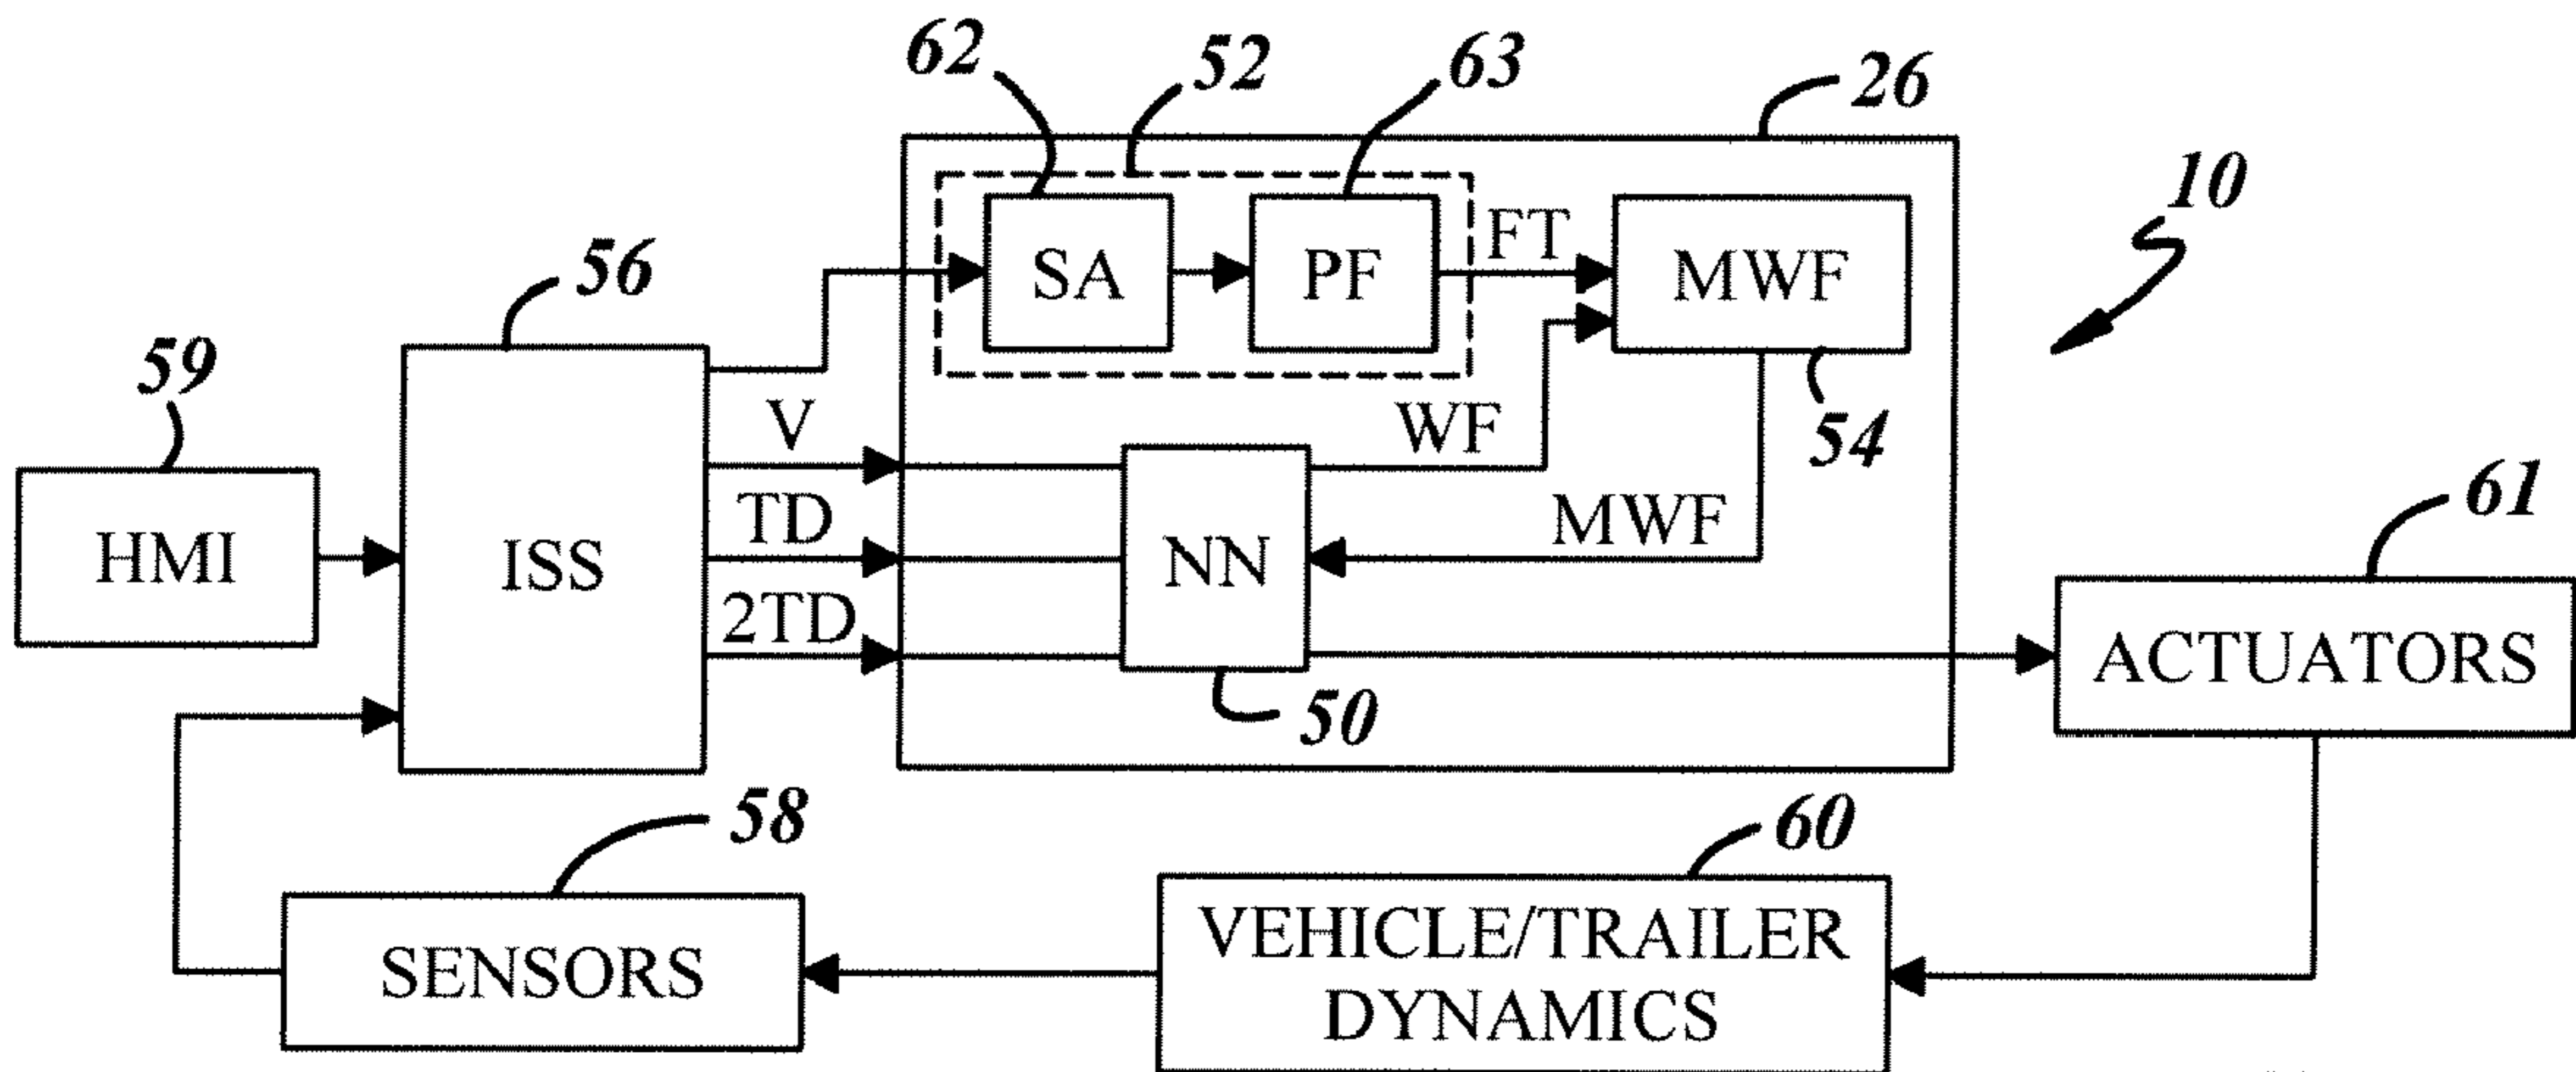 62
52
63
26
10
56
SA
PF
FT
MWF
59
V
WF
54
HMI
ISS
TD
NN
MWF
61
2TD
50
ACTUATORS
58
60
SENSORS
VEHICLE/TRAILER
DYNAMICS